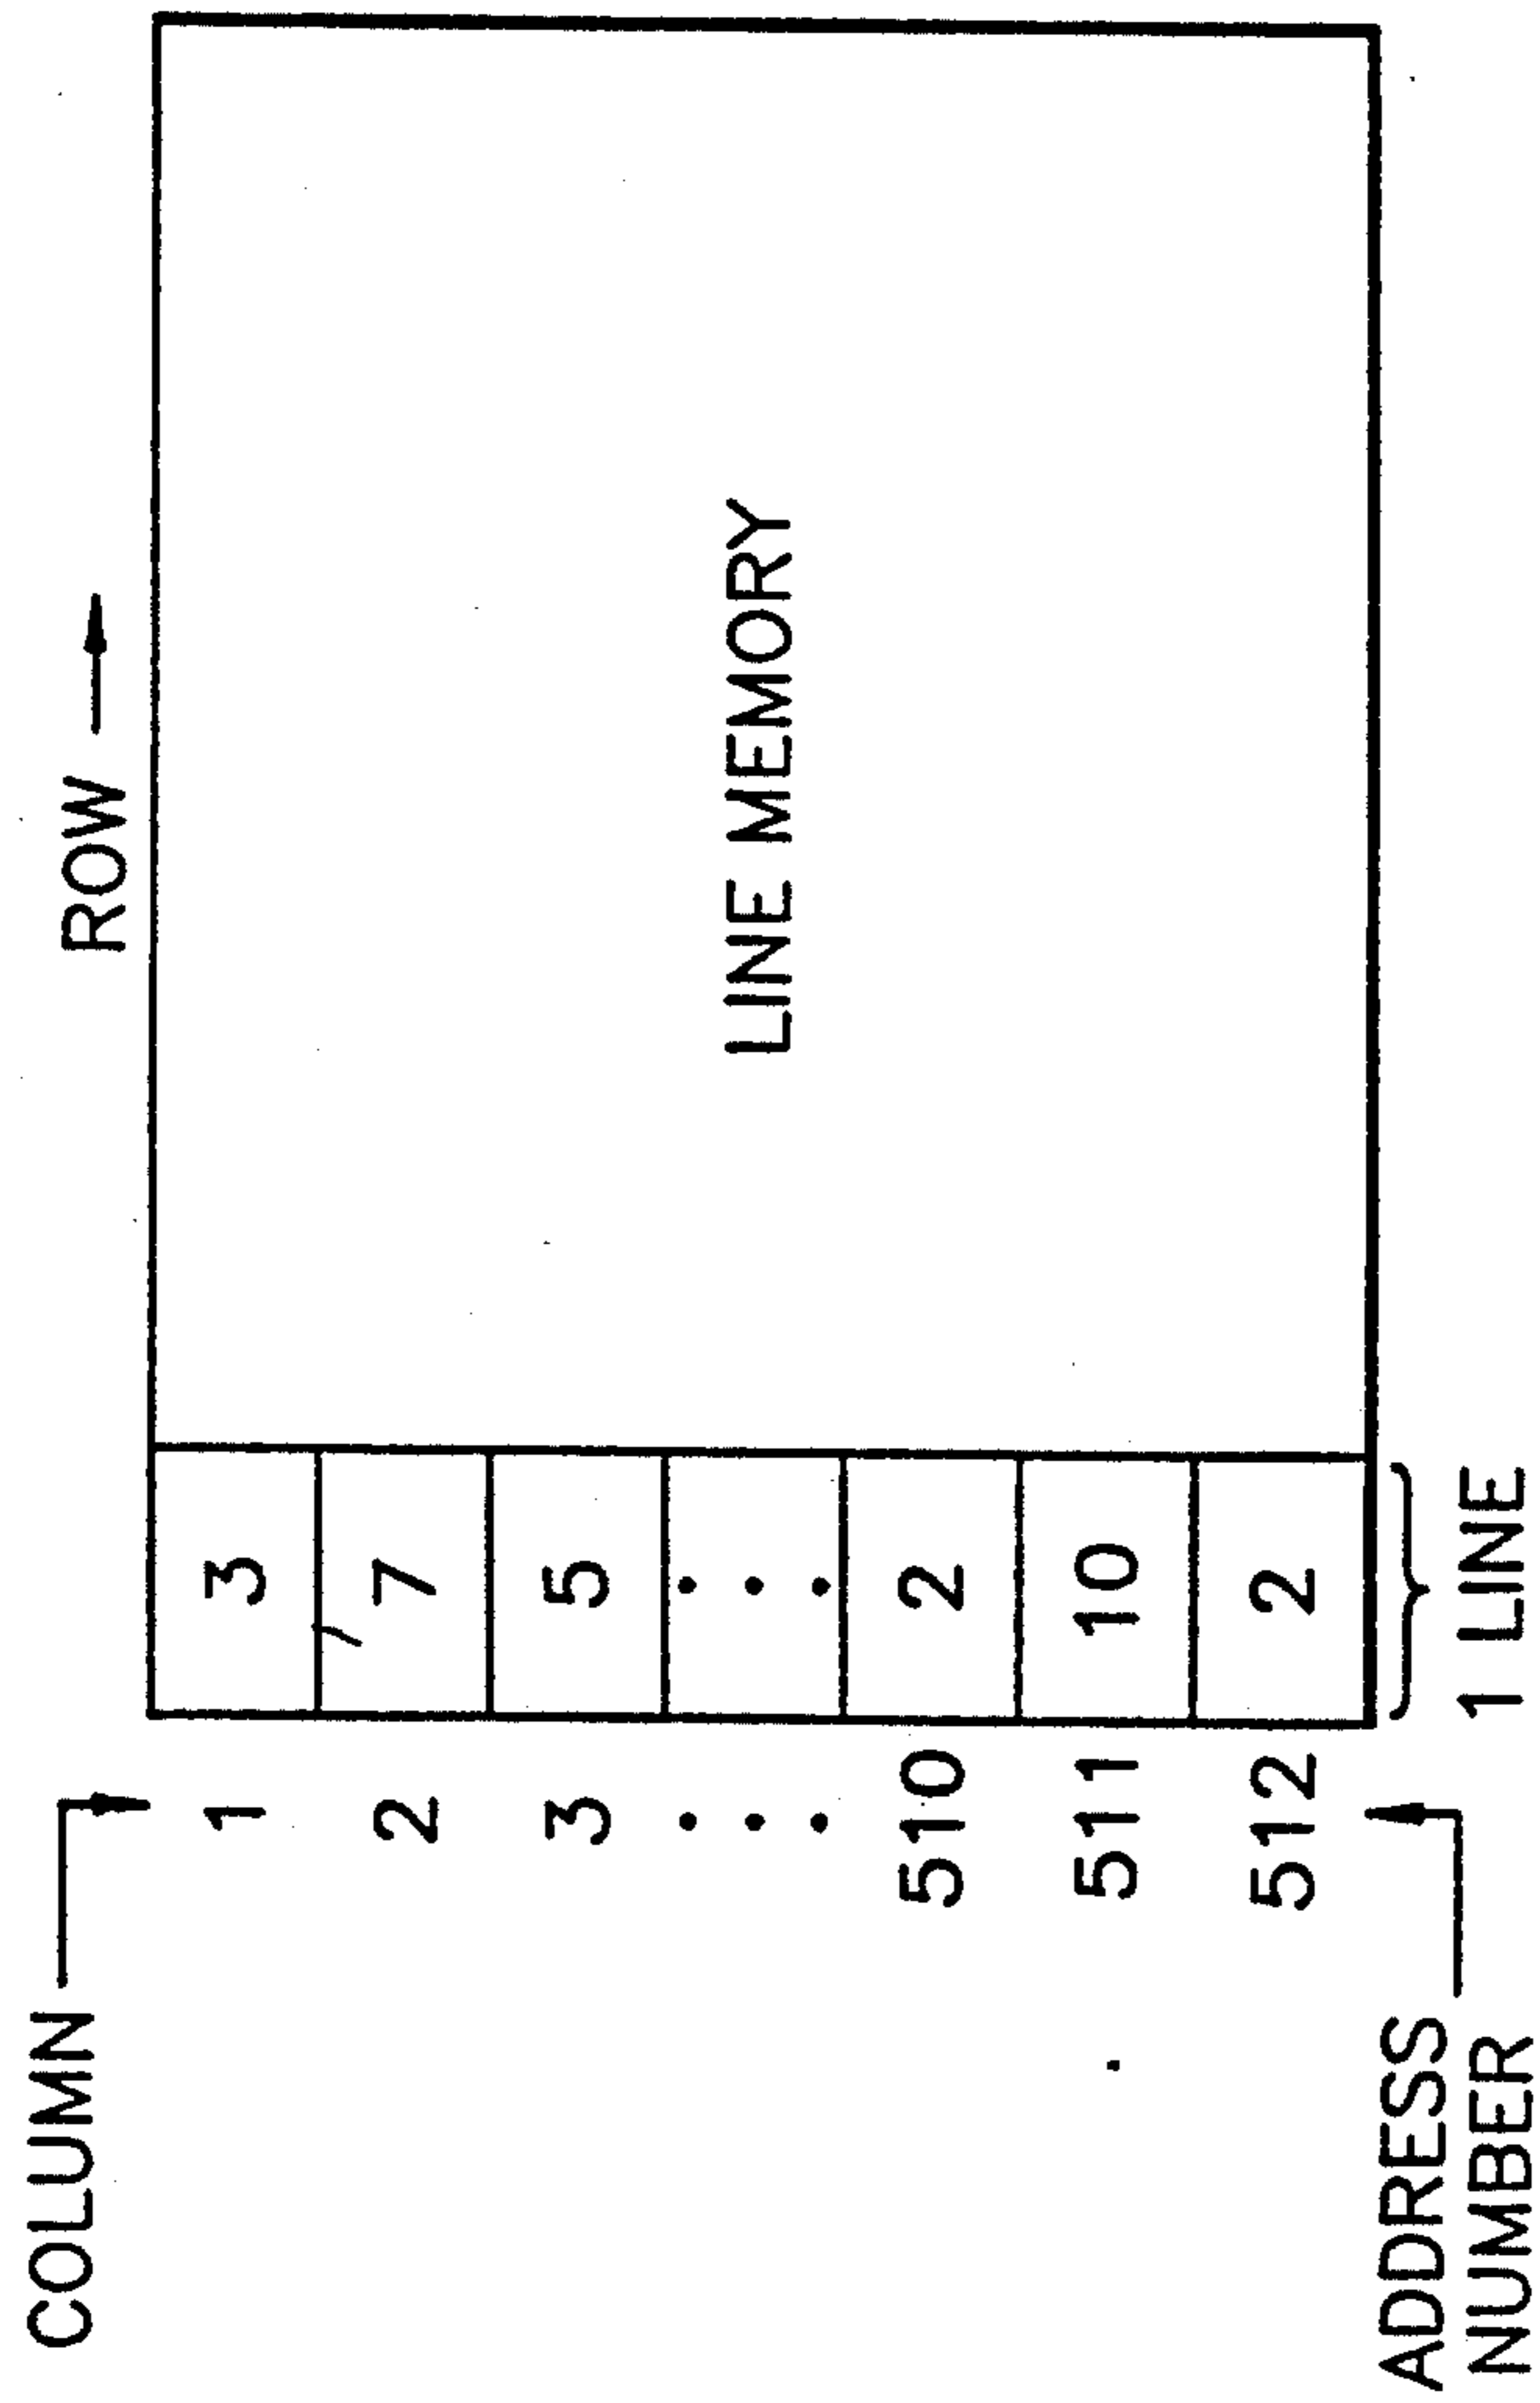 COLUMN
ROW
1 3
2 7
3 5
. .
. . LINE MEMORY
. .
510 2
511 10
512 2
ADDRESS
NUMBER
1 LINE